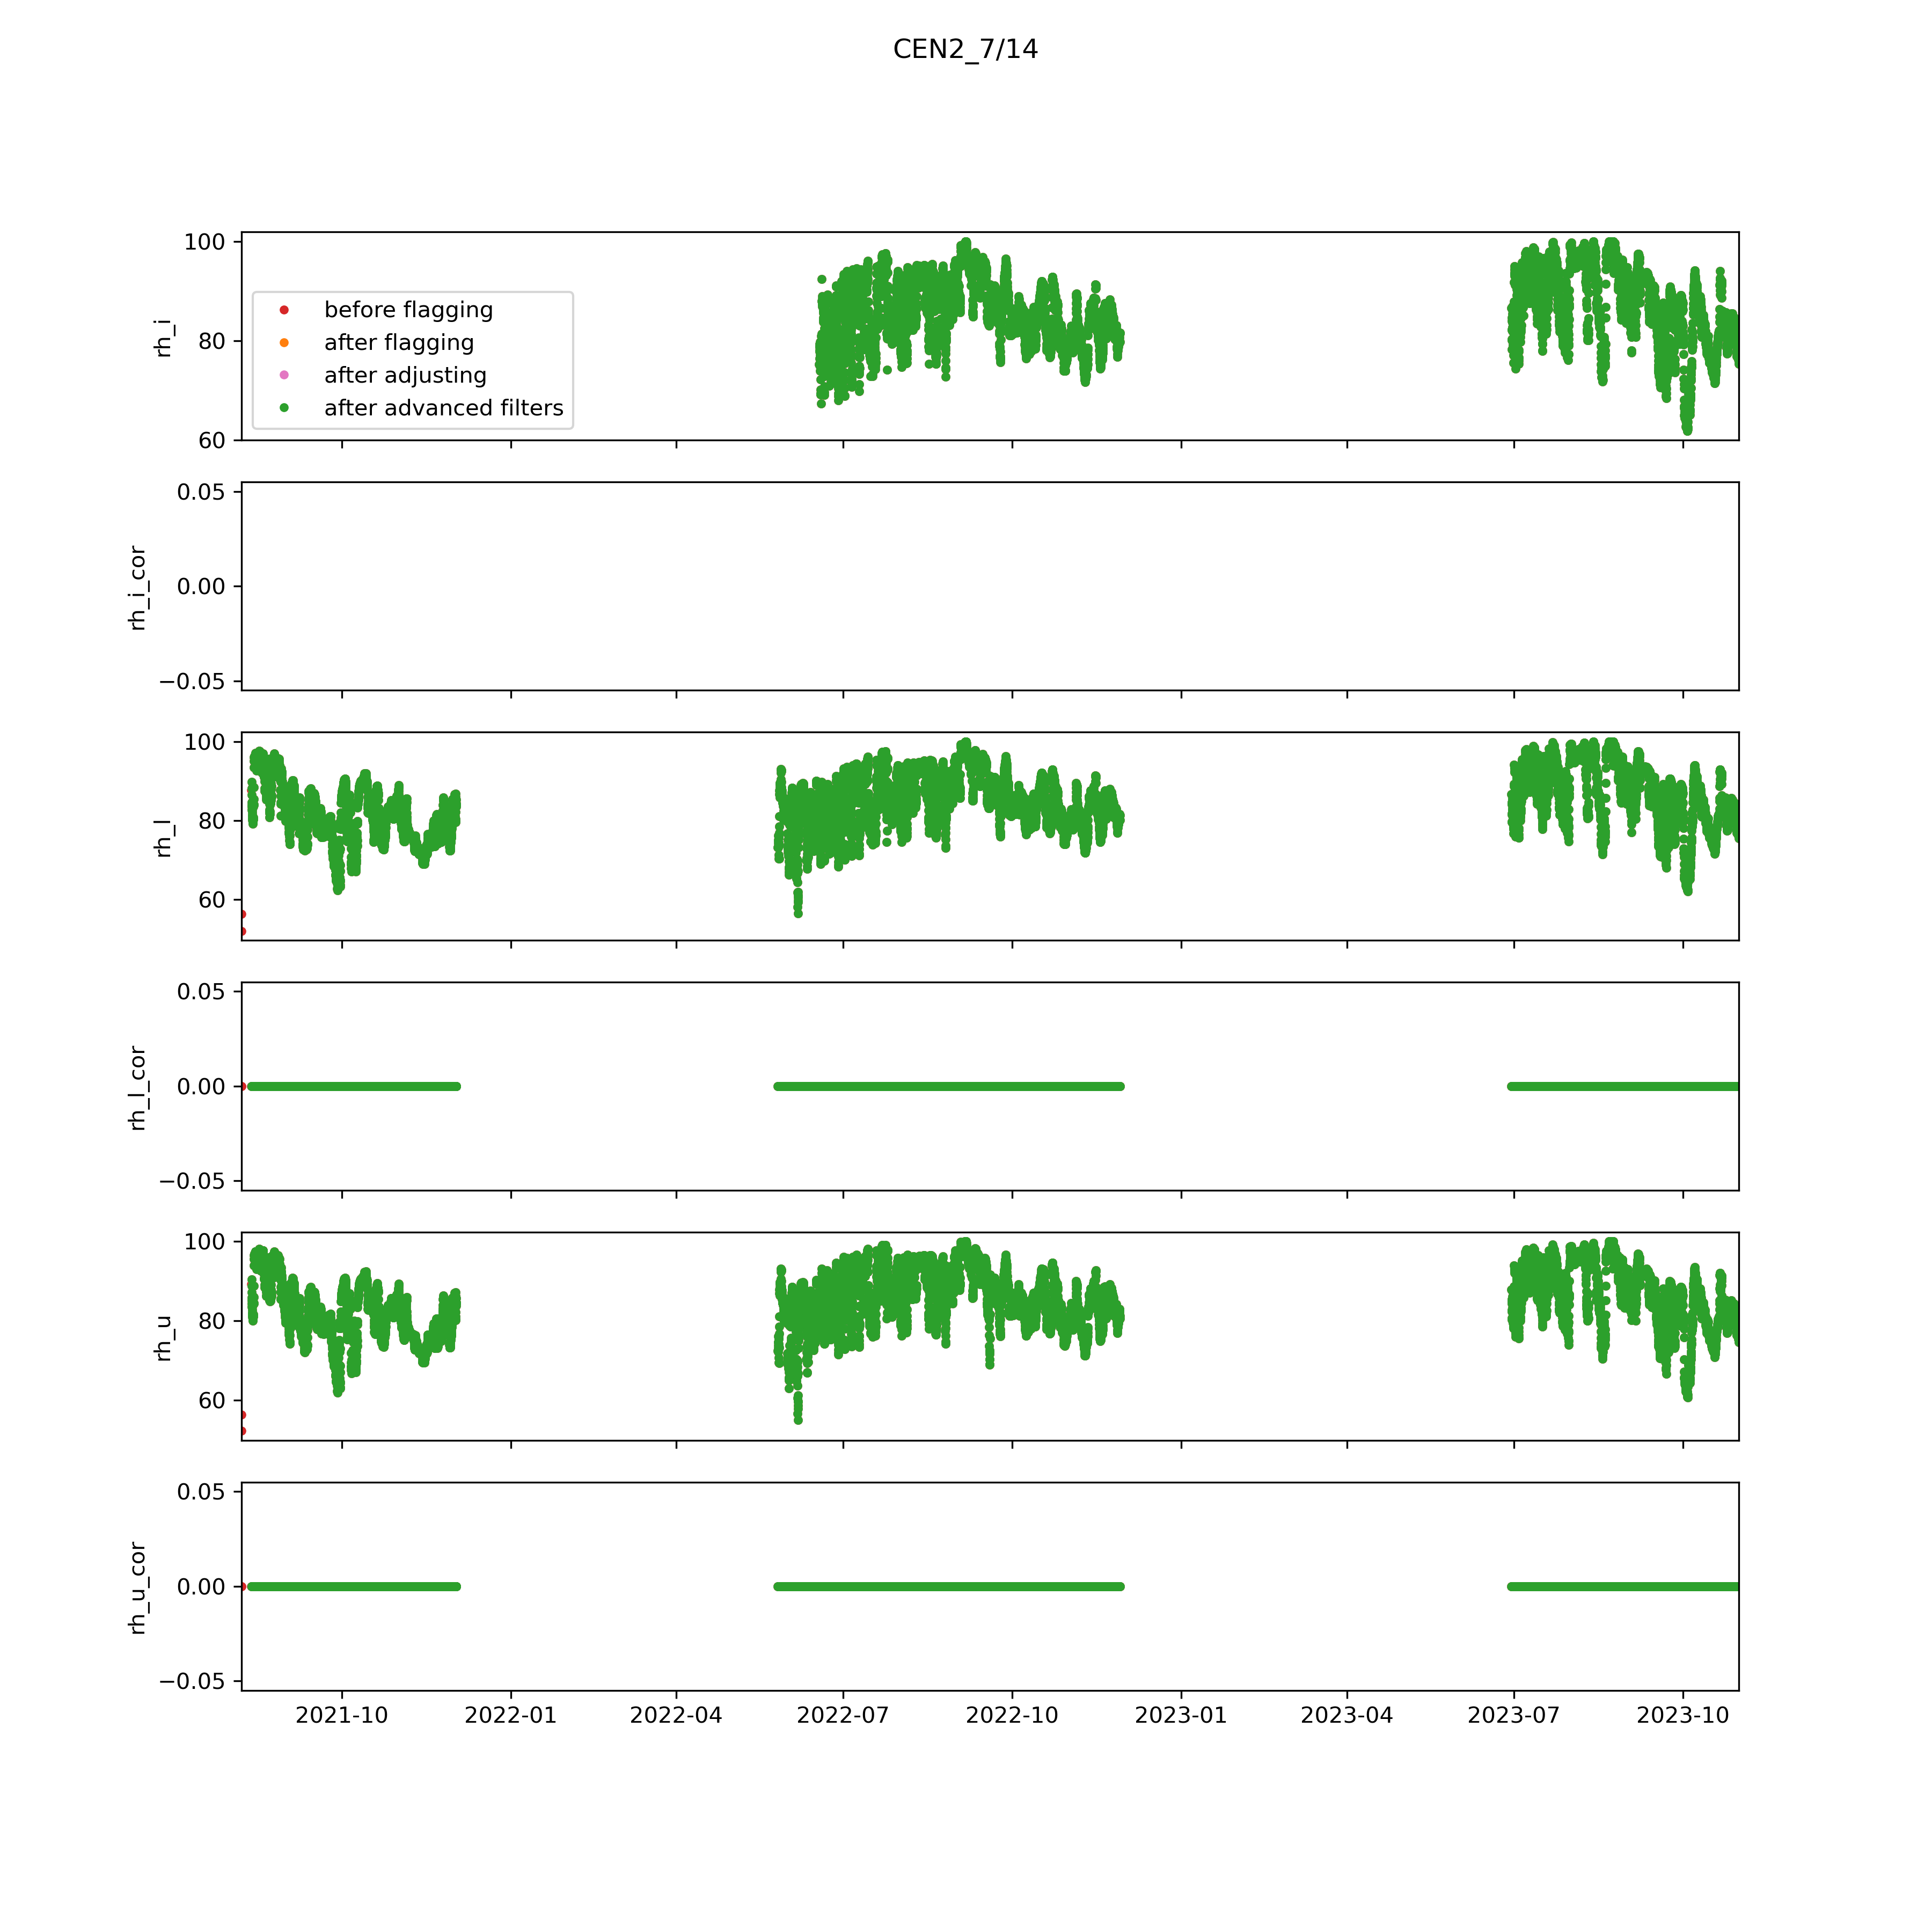 CEN2_7/14
100
80
60
rh_i
before flagging
after flagging
after adjusting
after advanced filters
0.05
0.00
−0.05
rh_i_cor
100
80
60
rh_l
0.05
0.00
−0.05
rh_l_cor
100
80
60
rh_u
0.05
0.00
−0.05
rh_u_cor
2021-10 2022-01 2022-04 2022-07 2022-10 2023-01 2023-04 2023-07 2023-10